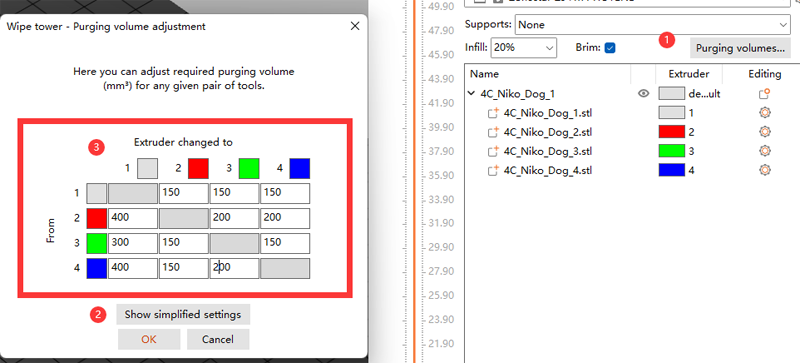 Wipe tower - Purging volume adjustment
Here you can adjust required purging volume
(mm³) for any given pair of tools.
3
Extruder changed to
1 2 3 4
From
1 150 150 150
2 400 200 200
3 300 150 150
4 400 150 200
2 Show simplified settings
OK Cancel
49.90
47.90
45.90
43.90
41.90
39.90
37.90
35.90
33.90
31.90
29.90
27.90
25.90
23.90
21.90
Supports: None
1
Infill: 20% Brim: Purging volumes...
Name Extruder Editing
4C_Niko_Dog_1 de...ult
4C_Niko_Dog_1.stl 1
4C_Niko_Dog_2.stl 2
4C_Niko_Dog_3.stl 3
4C_Niko_Dog_4.stl 4